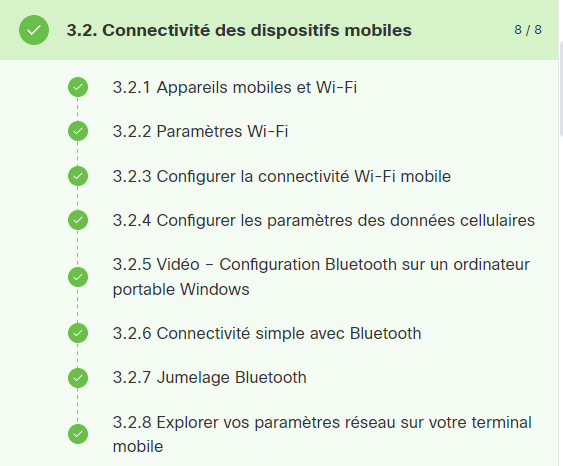 3.2. Connectivité des dispositifs mobiles 8 / 8
3.2.1 Appareils mobiles et Wi-Fi
3.2.2 Paramètres Wi-Fi
3.2.3 Configurer la connectivité Wi-Fi mobile
3.2.4 Configurer les paramètres des données cellulaires
3.2.5 Vidéo – Configuration Bluetooth sur un ordinateur
portable Windows
3.2.6 Connectivité simple avec Bluetooth
3.2.7 Jumelage Bluetooth
3.2.8 Explorer vos paramètres réseau sur votre terminal
mobile